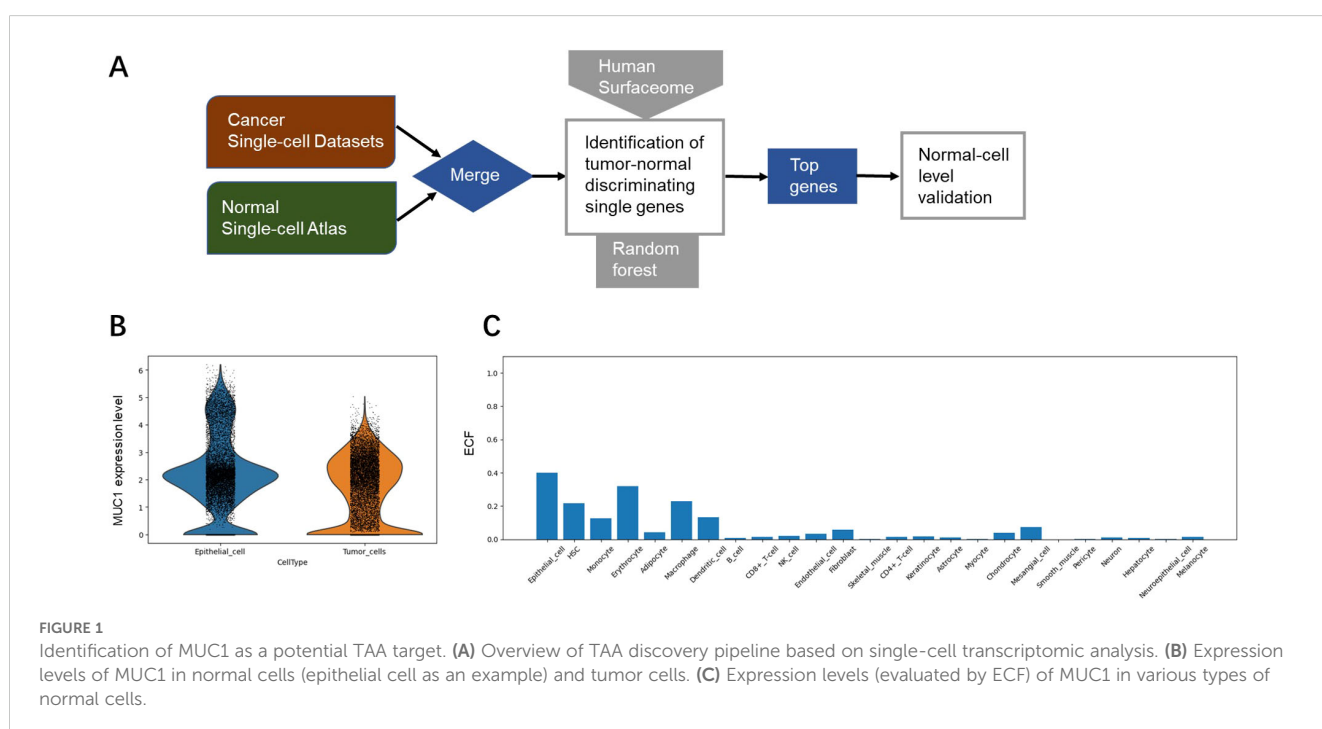 A
Cancer
Single-cell Datasets
Normal
Single-cell Atlas
Merge
Human
Surfaceome
Identification of
tumor-normal
discriminating
single genes
Random
forest
Top
genes
Normal-cell
level
validation
B
MUC1 expression level
6
5
4
3
2
1
0
Epithelial_cell
Tumor_cells
CellType
C
ECF
1.0
0.8
0.6
0.4
0.2
0.0
Epithelial_cell
HSC
Monocyte
Erythrocyte
Adipocyte
Macrophage
Dendritic_cell
B_cell
CD8+_T-cell
NK_cell
Endothelial_cell
Fibroblast
Skeletal_muscle
CD4+_T-cell
Keratinocyte
Astrocyte
Myocyte
Chondrocyte
Mesangial_cell
Smooth_muscle
Pericyte
Neuron
Hepatocyte
Neuroepithelial_cell
Melanocyte
FIGURE 1
Identification of MUC1 as a potential TAA target. (A) Overview of TAA discovery pipeline based on single-cell transcriptomic analysis. (B) Expression
levels of MUC1 in normal cells (epithelial cell as an example) and tumor cells. (C) Expression levels (evaluated by ECF) of MUC1 in various types of
normal cells.